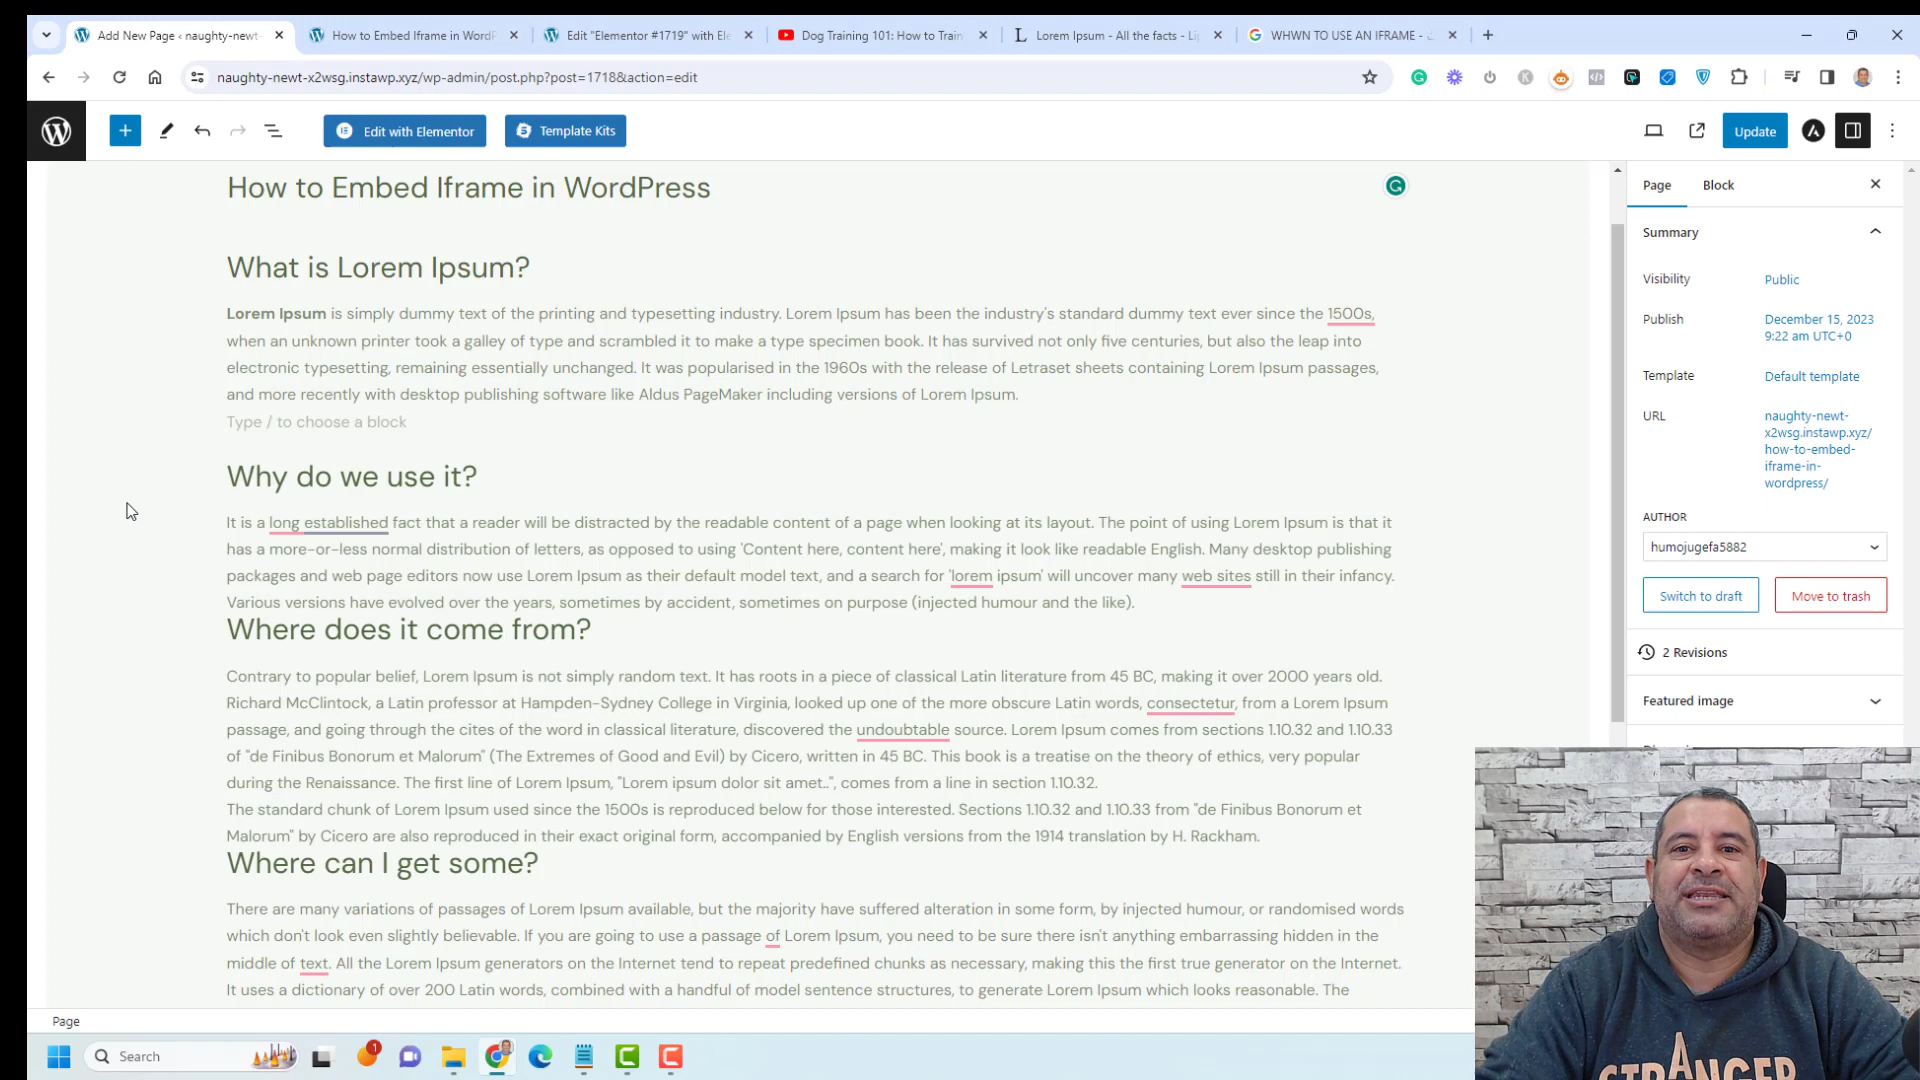 Add New Page ‹ naughty-newt-
How to Embed Iframe in WordP
Edit "Elementor #1719" with Ele
Dog Training 101: How to Train
Lorem Ipsum - All the facts - Li
WHWN TO USE AN IFRAME -
naughty-newt-x2wsg.instawp.xyz/wp-admin/post.php?post=1718&action=edit
Edit with Elementor
Template Kits
Update
How to Embed Iframe in WordPress
What is Lorem Ipsum?
Lorem Ipsum is simply dummy text of the printing and typesetting industry. Lorem Ipsum has been the industry's standard dummy text ever since the 1500s,
when an unknown printer took a galley of type and scrambled it to make a type specimen book. It has survived not only five centuries, but also the leap into
electronic typesetting, remaining essentially unchanged. It was popularised in the 1960s with the release of Letraset sheets containing Lorem Ipsum passages,
and more recently with desktop publishing software like Aldus PageMaker including versions of Lorem Ipsum.
Type / to choose a block
Why do we use it?
It is a long established fact that a reader will be distracted by the readable content of a page when looking at its layout. The point of using Lorem Ipsum is that it
has a more-or-less normal distribution of letters, as opposed to using 'Content here, content here', making it look like readable English. Many desktop publishing
packages and web page editors now use Lorem Ipsum as their default model text, and a search for 'lorem ipsum' will uncover many web sites still in their infancy.
Various versions have evolved over the years, sometimes by accident, sometimes on purpose (injected humour and the like).
Where does it come from?
Contrary to popular belief, Lorem Ipsum is not simply random text. It has roots in a piece of classical Latin literature from 45 BC, making it over 2000 years old.
Richard McClintock, a Latin professor at Hampden-Sydney College in Virginia, looked up one of the more obscure Latin words, consectetur, from a Lorem Ipsum
passage, and going through the cites of the word in classical literature, discovered the undoubtable source. Lorem Ipsum comes from sections 1.10.32 and 1.10.33
of "de Finibus Bonorum et Malorum" (The Extremes of Good and Evil) by Cicero, written in 45 BC. This book is a treatise on the theory of ethics, very popular
during the Renaissance. The first line of Lorem Ipsum, "Lorem ipsum dolor sit amet..", comes from a line in section 1.10.32.
The standard chunk of Lorem Ipsum used since the 1500s is reproduced below for those interested. Sections 1.10.32 and 1.10.33 from "de Finibus Bonorum et
Malorum" by Cicero are also reproduced in their exact original form, accompanied by English versions from the 1914 translation by H. Rackham.
Where can I get some?
There are many variations of passages of Lorem Ipsum available, but the majority have suffered alteration in some form, by injected humour, or randomised words
which don't look even slightly believable. If you are going to use a passage of Lorem Ipsum, you need to be sure there isn't anything embarrassing hidden in the
middle of text. All the Lorem Ipsum generators on the Internet tend to repeat predefined chunks as necessary, making this the first true generator on the Internet.
It uses a dictionary of over 200 Latin words, combined with a handful of model sentence structures, to generate Lorem Ipsum which looks reasonable. The
Page
Block
Summary
Visibility
Public
Publish
December 15, 2023
9:22 am UTC+0
Template
Default template
URL
naughty-newt-
x2wsg.instawp.xyz/
how-to-embed-
iframe-in-
wordpress/
AUTHOR
humojugefa5882
Switch to draft
Move to trash
2 Revisions
Featured image
STRANGER
Page
Search
1